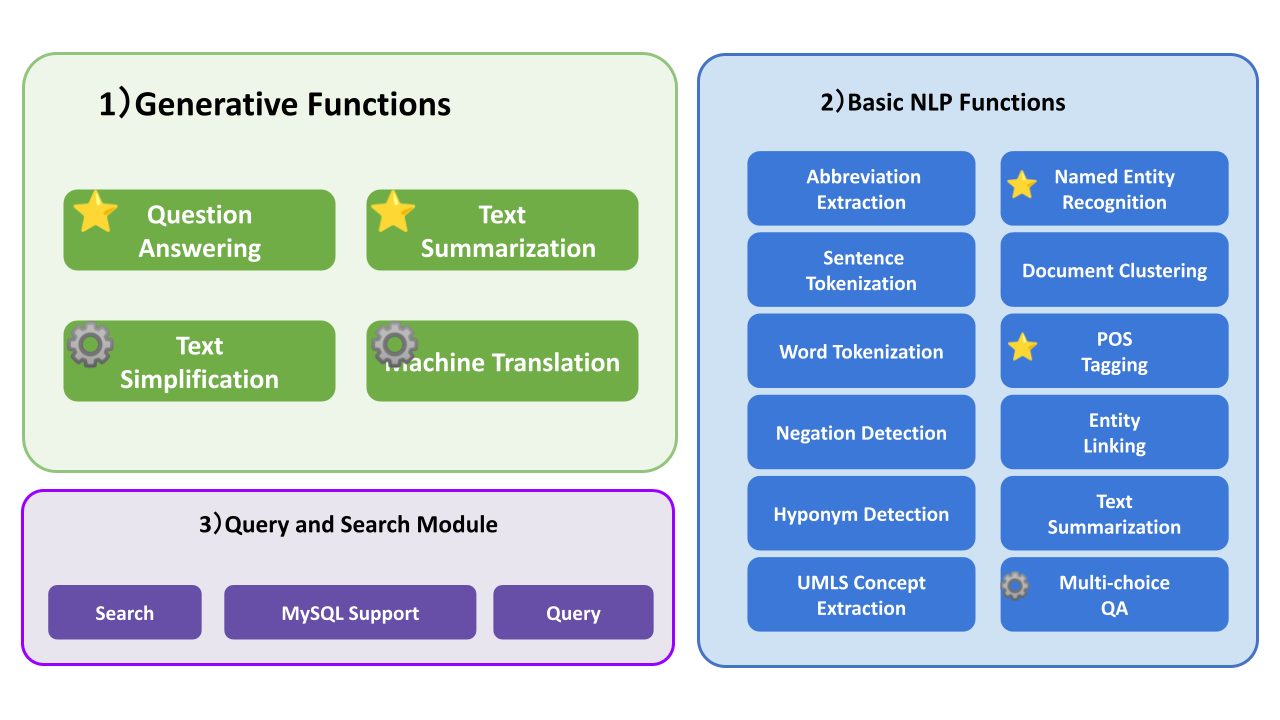 1）Generative Functions
Question
Answering
Text
Summarization
Text
Simplification
Machine Translation
2）Basic NLP Functions
Abbreviation
Extraction
Named Entity
Recognition
Sentence
Tokenization
Document Clustering
Word Tokenization
POS
Tagging
Negation Detection
Entity
Linking
Hyponym Detection
Text
Summarization
UMLS Concept
Extraction
Multi-choice
QA
3）Query and Search Module
Search
MySQL Support
Query